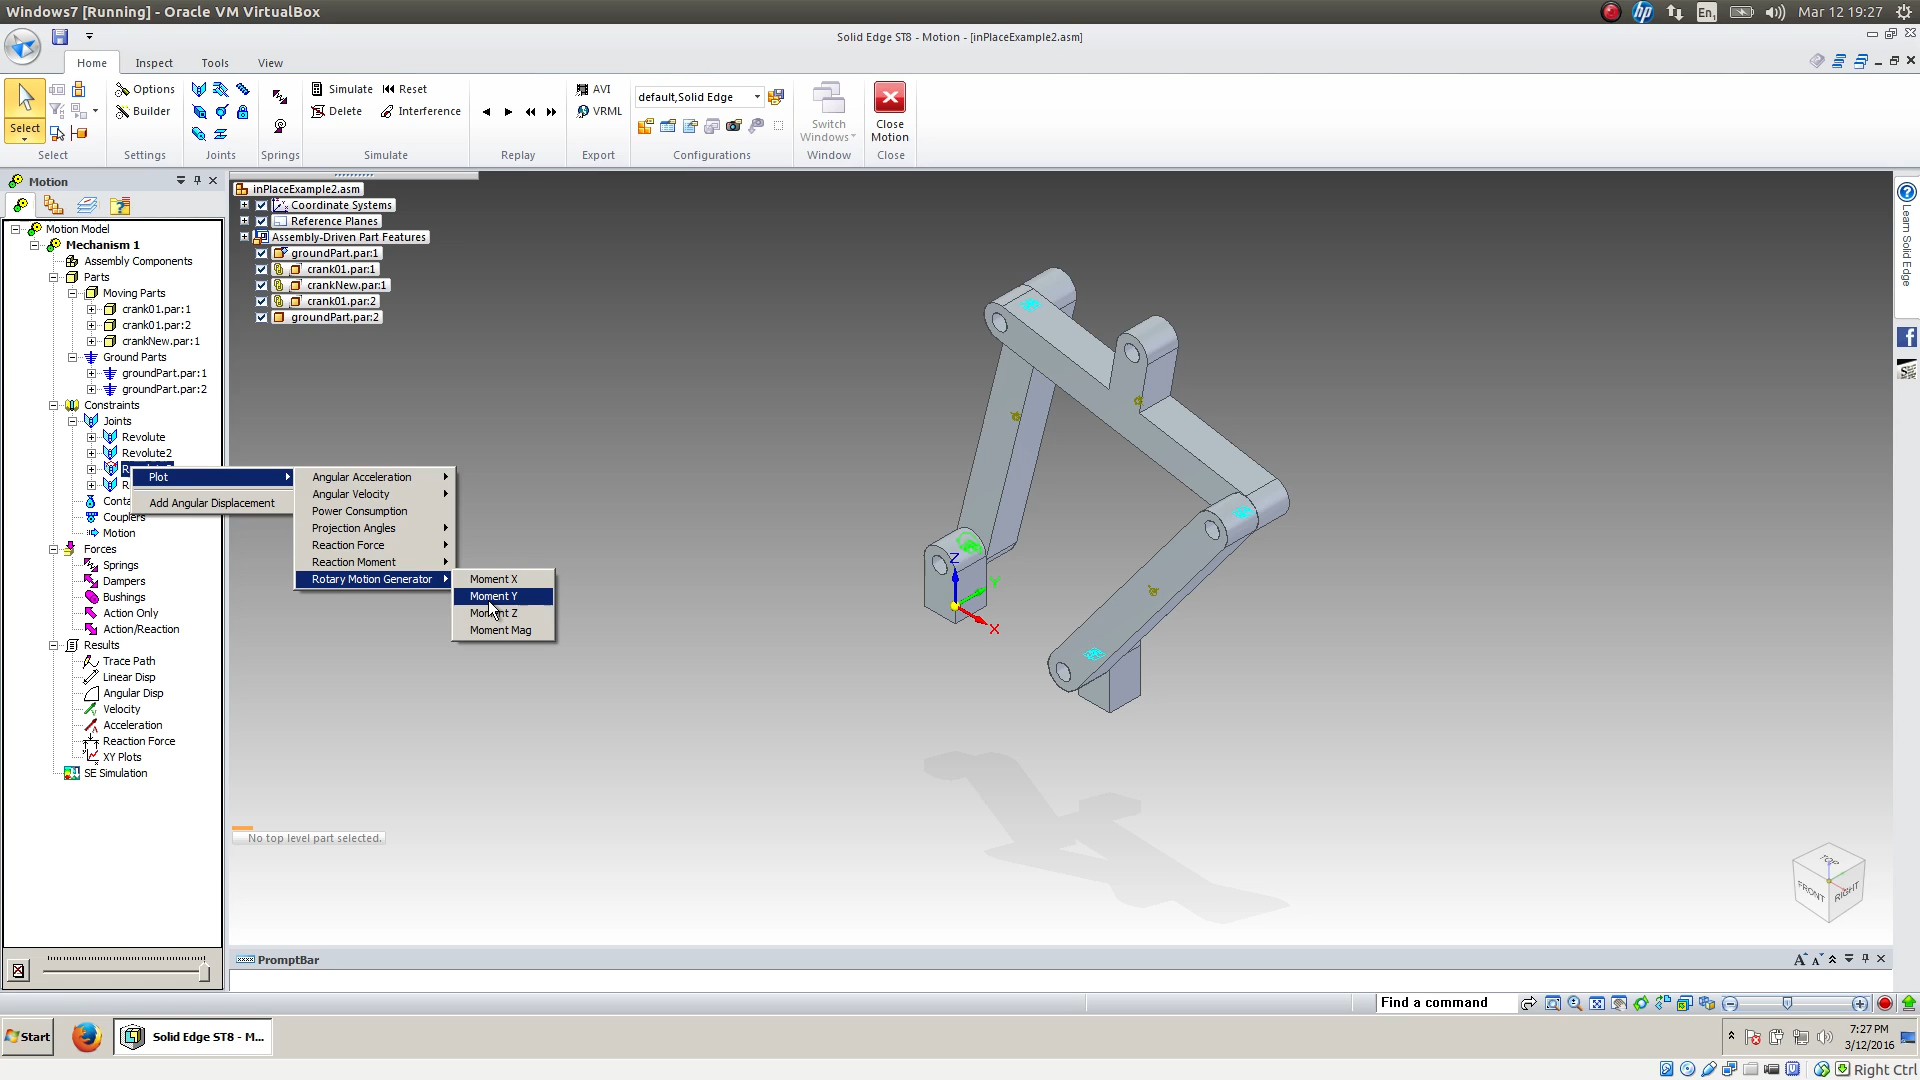 Windows7 [Running] - Oracle VM VirtualBox
En1
Mar 12 19:27
Solid Edge ST8 - Motion - [inPlaceExample2.asm]
Home
Inspect
Tools
View
Select
Options
Builder
Simulate
Reset
Delete
Interference
AVI
VRML
default,Solid Edge
Switch Windows
Close Motion
Select
Settings
Joints
Springs
Simulate
Replay
Export
Configurations
Window
Close
Motion
Motion Model
Mechanism 1
Assembly Components
Parts
Moving Parts
crank01.par:1
crank01.par:2
crankNew.par:1
Ground Parts
groundPart.par:1
groundPart.par:2
Constraints
Joints
Revolute
Revolute2
Couplers
Motion
Forces
Springs
Dampers
Bushings
Action Only
Action/Reaction
Results
Trace Path
Linear Disp
Angular Disp
Velocity
Acceleration
Reaction Force
XY Plots
SE Simulation
inPlaceExample2.asm
Coordinate Systems
Reference Planes
Assembly-Driven Part Features
groundPart.par:1
crank01.par:1
crankNew.par:1
crank01.par:2
groundPart.par:2
Plot
Add Angular Displacement
Angular Acceleration
Angular Velocity
Power Consumption
Projection Angles
Reaction Force
Reaction Moment
Rotary Motion Generator
Moment X
Moment Y
Moment Z
Moment Mag
Z
Y
X
No top level part selected.
TOP
FRONT
RIGHT
Learn Solid Edge
PromptBar
Find a command
Start
Solid Edge ST8 - M...
7:27 PM
3/12/2016
Right Ctrl